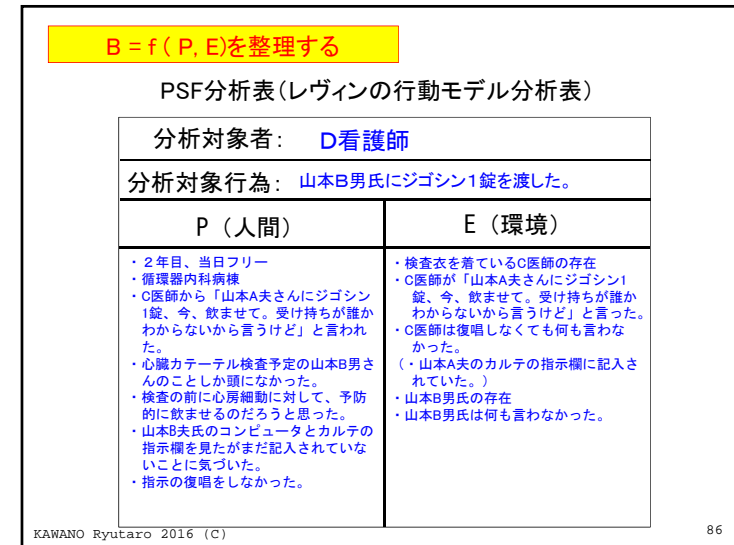 B = f ( P, E)を整理する
PSF分析表(レヴィンの行動モデル分析表)
分析対象者: D看護師
分析対象行為: 山本B男氏にジゴシン1錠を渡した。
P（人間）
・２年目、当日フリー
・循環器内科病棟
・C医師から「山本A夫さんにジゴシン
1錠、今、飲ませて。受け持ちが誰か
わからないから言うけど」と言われ
た。
・心臓カテーテル検査予定の山本B男さ
んのことしか頭になかった。
・検査の前に心房細動に対して、予防
的に飲ませるのだろうと思った。
・山本B夫氏のコンピュータとカルテの
指示欄を見たがまだ記入されていな
いことに気づいた。
・指示の復唱をしなかった。
E（環境）
・検査衣を着ているC医師の存在
・C医師が「山本A夫さんにジゴシン1
錠、今、飲ませて。受け持ちが誰か
わからないから言うけど」と言った。
・C医師は復唱しなくても何も言わな
かった。
（・山本A夫のカルテの指示欄に記入さ
れていた。）
・山本B男氏の存在
・山本B男氏は何も言わなかった。
KAWANO Ryutaro 2016 (C)
86